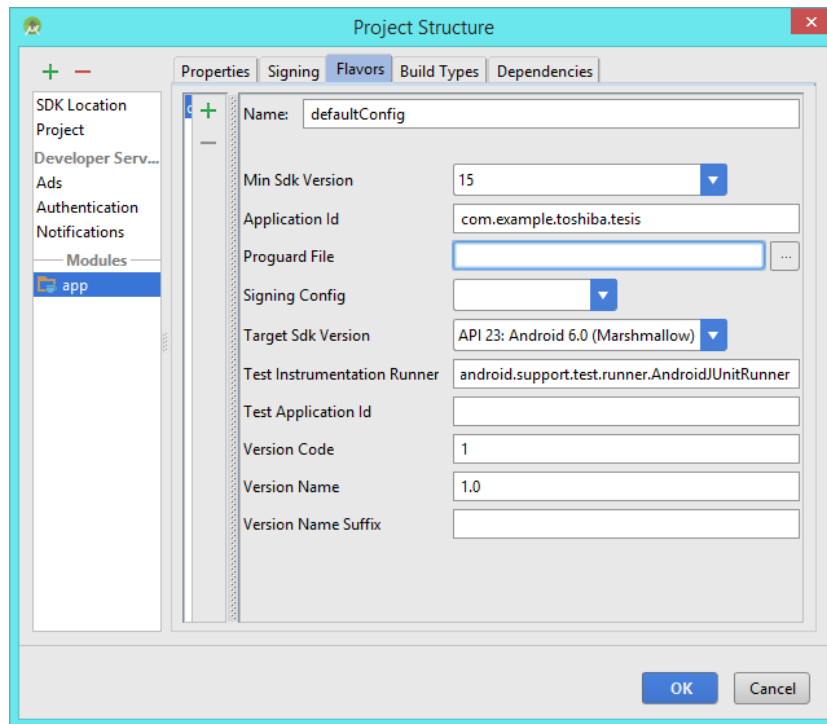 Project Structure
Properties Signing Flavors Build Types Dependencies
SDK Location
Project
Developer Serv...
Ads
Authentication
Notifications
Modules
app
Name: defaultConfig
Min Sdk Version 15
Application Id com.example.toshiba.tesis
Proguard File ...
Signing Config
Target Sdk Version API 23: Android 6.0 (Marshmallow)
Test Instrumentation Runner android.support.test.runner.AndroidJUnitRunner
Test Application Id
Version Code 1
Version Name 1.0
Version Name Suffix
OK Cancel